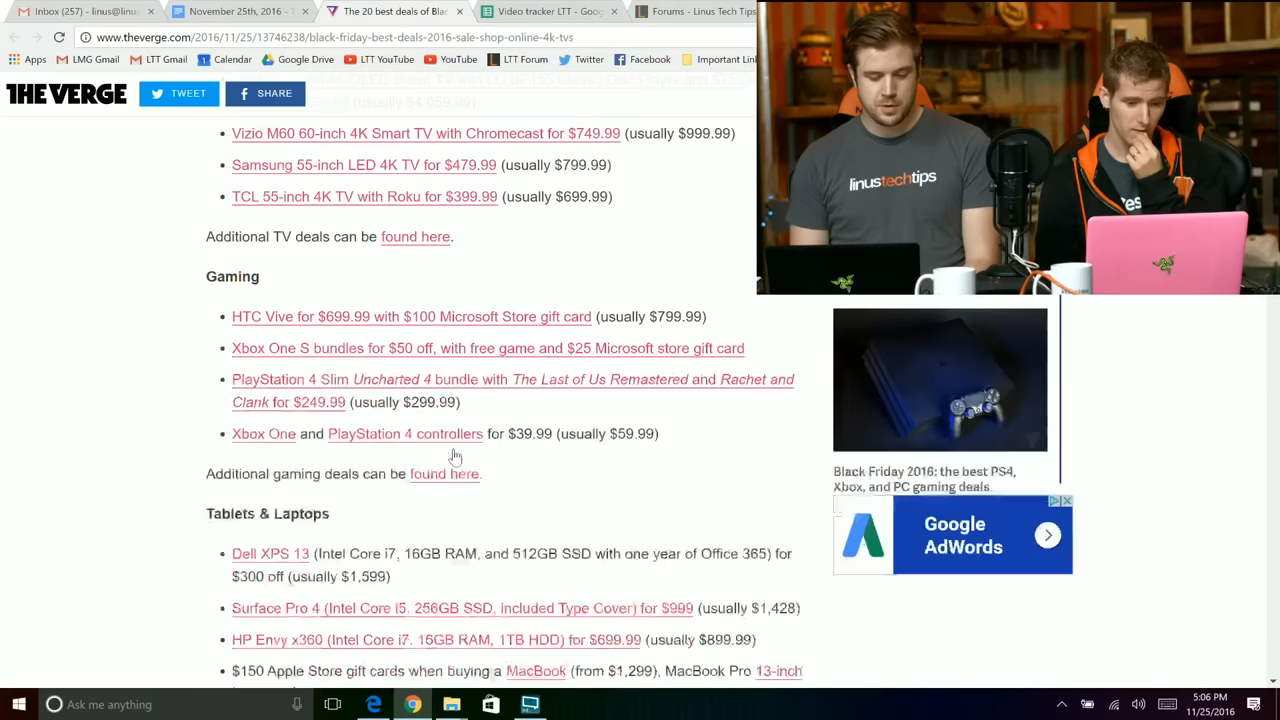 Inbox (257) - linus@linus
November 25th, 2016 - T
The 20 best deals of Blac
Video tracker LTT - Goog
Forums - Linus Tech Tips
www.theverge.com/2016/11/25/13746238/black-friday-best-deals-2016-sale-shop-online-4k-tvs
Apps LMG Gmail LTT Gmail Calendar Google Drive LTT YouTube YouTube LTT Forum Twitter Facebook Important Link
THE VERGE TWEET SHARE
(usually $4,059.99)
• Vizio M60 60-inch 4K Smart TV with Chromecast for $749.99 (usually $999.99)
• Samsung 55-inch LED 4K TV for $479.99 (usually $799.99)
• TCL 55-inch 4K TV with Roku for $399.99 (usually $699.99)
Additional TV deals can be found here.
Gaming
• HTC Vive for $699.99 with $100 Microsoft Store gift card (usually $799.99)
• Xbox One S bundles for $50 off, with free game and $25 Microsoft store gift card
• PlayStation 4 Slim Uncharted 4 bundle with The Last of Us Remastered and Rachet and
Clank for $249.99 (usually $299.99)
• Xbox One and PlayStation 4 controllers for $39.99 (usually $59.99)
Additional gaming deals can be found here.
Tablets & Laptops
• Dell XPS 13 (Intel Core i7, 16GB RAM, and 512GB SSD with one year of Office 365) for
$300 off (usually $1,599)
• Surface Pro 4 (Intel Core i5, 256GB SSD, included Type Cover) for $999 (usually $1,428)
• HP Envy x360 (Intel Core i7, 16GB RAM, 1TB HDD) for $699.99 (usually $899.99)
• $150 Apple Store gift cards when buying a MacBook (from $1,299), MacBook Pro 13-inch
linustechtips
Black Friday 2016: the best PS4,
Xbox, and PC gaming deals
Google
AdWords
Ask me anything
5:06 PM
11/25/2016